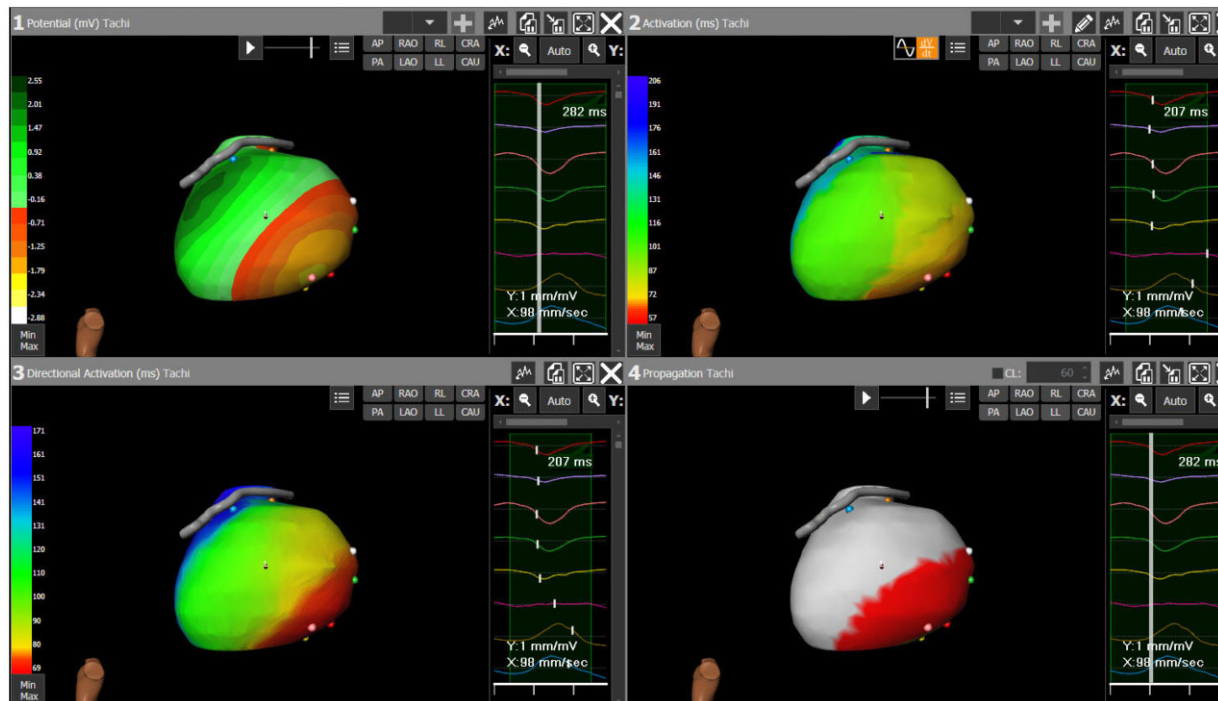 1 Potential (mV) Tachi
AP RAO RL CRA
PA LAO LL CAU
X: Auto Y:
2.55
2.01
1.47
0.92
0.38
-0.16
-0.71
-1.25
-1.79
-2.34
-2.88
Min
Max
282 ms
Y:1 mm/mV
X:98 mm/sec
2 Activation (ms) Tachi
dV
dt
AP RAO RL CRA
PA LAO LL CAU
X: Auto
206
191
176
161
146
131
116
101
87
72
57
Min
Max
207 ms
Y:1 mm/mV
X:98 mm/sec
3 Directional Activation (ms) Tachi
AP RAO RL CRA
PA LAO LL CAU
X: Auto Y:
171
161
151
141
131
120
110
100
90
80
69
Min
Max
207 ms
Y:1 mm/mV
X:98 mm/sec
4 Propagation Tachi
CL: 60
AP RAO RL CRA
PA LAO LL CAU
X: Auto
282 ms
Y:1 mm/mV
X:98 mm/sec